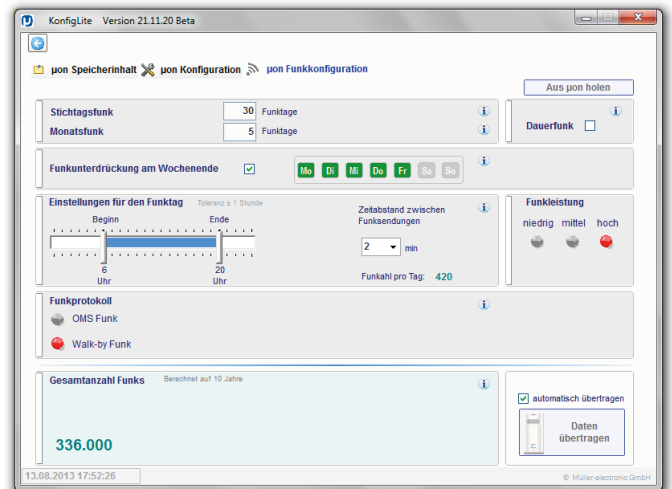 KonfigLite Version 21.11.20 Beta
µon Speicherinhalt µon Konfiguration µon Funkkonfiguration
Aus µon holen
Stichtagsfunk 30 Funktage
Monatsfunk 5 Funktage
Dauerfunk
Funkunterdrückung am Wochenende Mo Di Mi Do Fr Sa So
Einstellungen für den Funktag Toleranz ± 1 Stunde
Beginn Ende
6 20
Uhr Uhr
Zeitabstand zwischen
Funksendungen
2 min
Funkahl pro Tag: 420
Funkleistung
niedrig mittel hoch
Funkprotokoll
OMS Funk
Walk-by Funk
Gesamtanzahl Funks Berechnet auf 10 Jahre
336.000
automatisch übertragen
Daten
übertragen
13.08.2013 17:52:26
© Müller-electronic GmbH